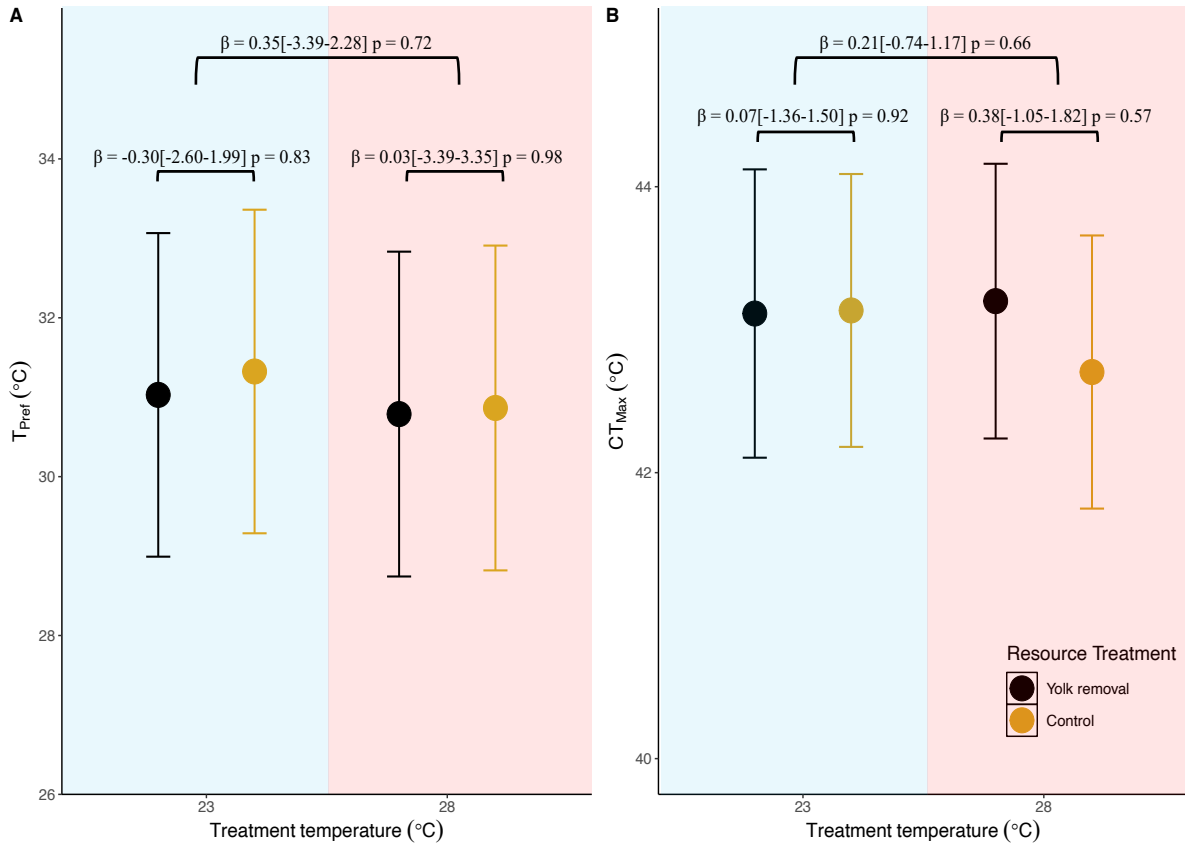 A
β = 0.35[-3.39-2.28] p = 0.72
β = -0.30[-2.60-1.99] p = 0.83
β = 0.03[-3.39-3.35] p = 0.98
34
32
30
28
26
T_Pref (°C)
23
28
Treatment temperature (°C)
B
β = 0.21[-0.74-1.17] p = 0.66
β = 0.07[-1.36-1.50] p = 0.92
β = 0.38[-1.05-1.82] p = 0.57
44
42
40
CT_Max (°C)
Resource Treatment
Yolk removal
Control
23
28
Treatment temperature (°C)